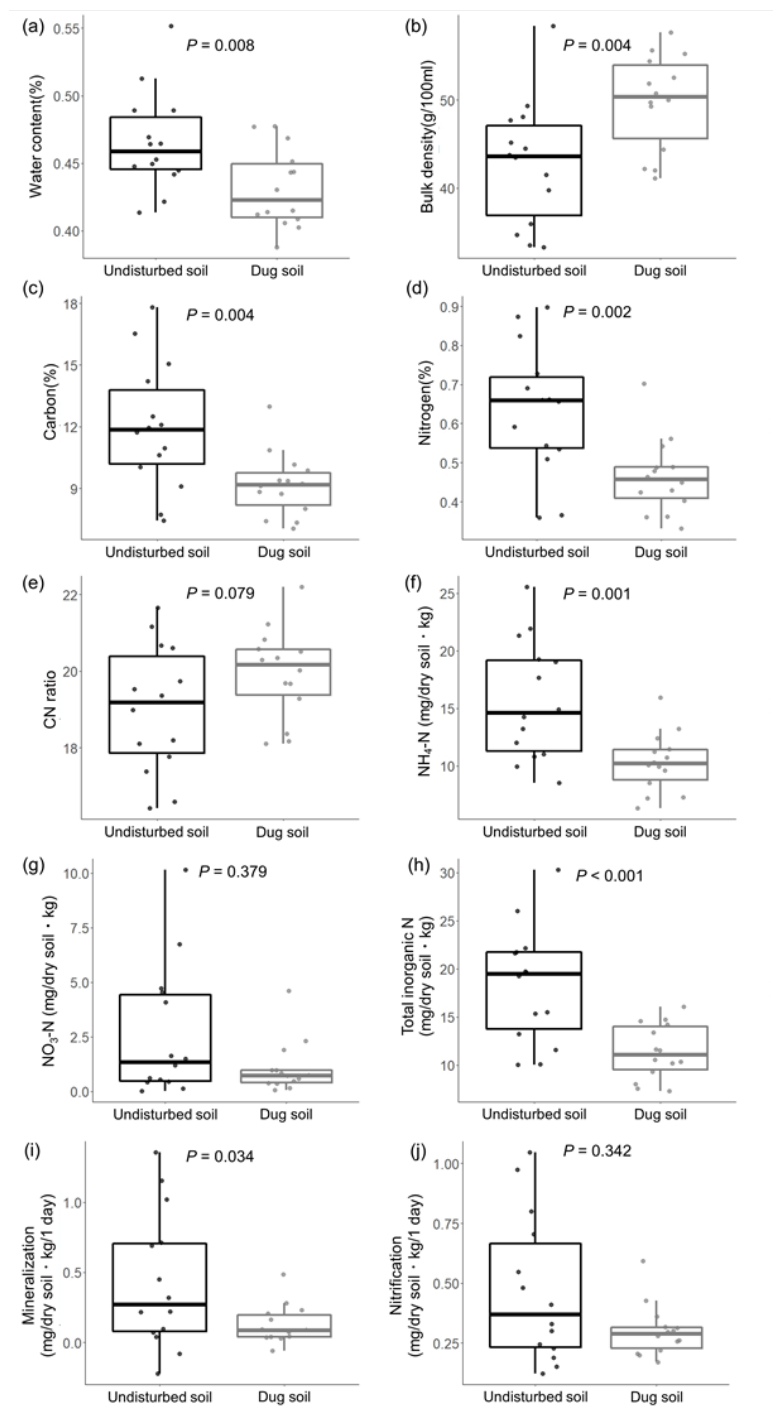 (a)
P = 0.008
Water content(%)
0.55
0.50
0.45
0.40
Undisturbed soil
Dug soil
(b)
P = 0.004
Bulk density(g/100ml)
50
40
Undisturbed soil
Dug soil
(c)
P = 0.004
Carbon(%)
18
15
12
9
Undisturbed soil
Dug soil
(d)
P = 0.002
Nitrogen(%)
0.9
0.8
0.7
0.6
0.5
0.4
Undisturbed soil
Dug soil
(e)
P = 0.079
CN ratio
22
20
18
Undisturbed soil
Dug soil
(f)
P = 0.001
NH₄-N (mg/dry soil・kg)
25
20
15
10
Undisturbed soil
Dug soil
(g)
P = 0.379
NO₃-N (mg/dry soil・kg)
10.0
7.5
5.0
2.5
0.0
Undisturbed soil
Dug soil
(h)
P < 0.001
Total inorganic N
(mg/dry soil・kg)
30
25
20
15
10
Undisturbed soil
Dug soil
(i)
P = 0.034
Mineralization
(mg/dry soil・kg/1 day)
1.0
0.5
0.0
Undisturbed soil
Dug soil
(j)
P = 0.342
Nitrification
(mg/dry soil・kg/1 day)
1.00
0.75
0.50
0.25
Undisturbed soil
Dug soil